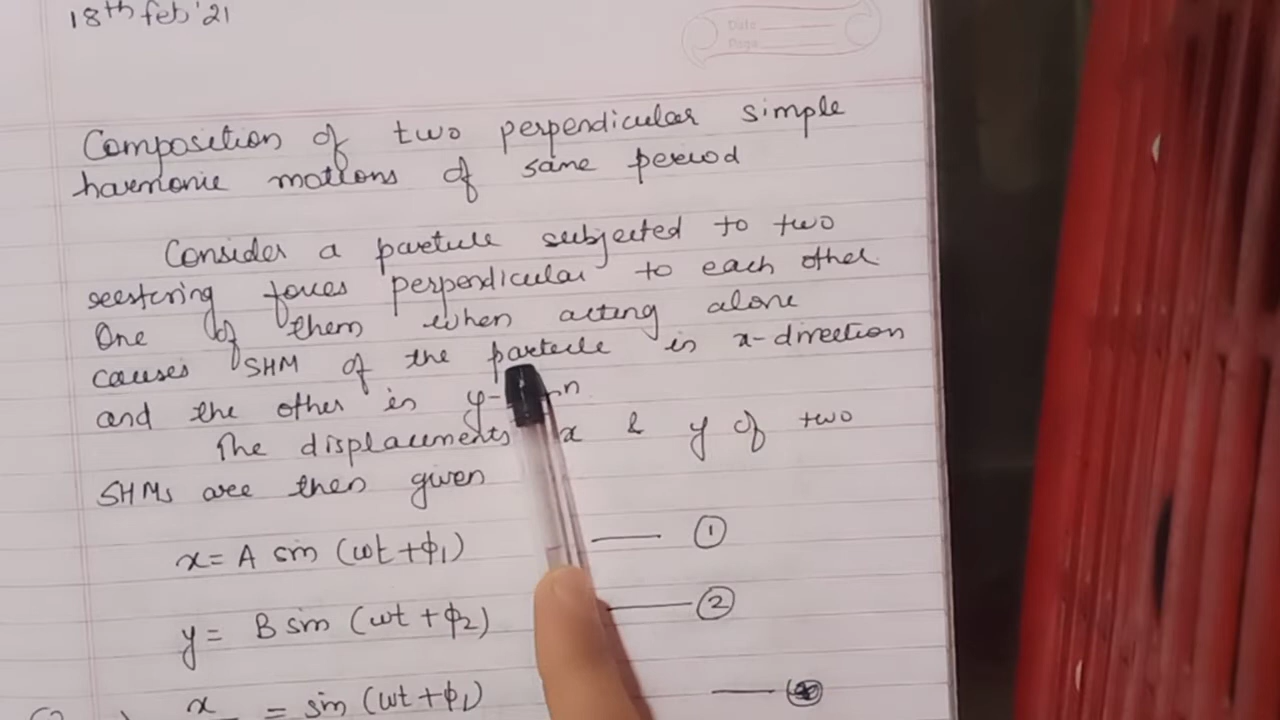 18th feb '21
Date
Page
Composition of two perpendicular simple
harmonic motions of same period
Consider a particle subjected to two
restoring forces perpendicular to each other
One of them when acting alone
causes SHM of the particle in x-direction
and the other in y-
The displacements x & y of two
SHMs are then given
x = A sin (ωt + ϕ1) — 1
y = B sin (ωt + ϕ2) — 2
x = sin (ωt + ϕ1) —